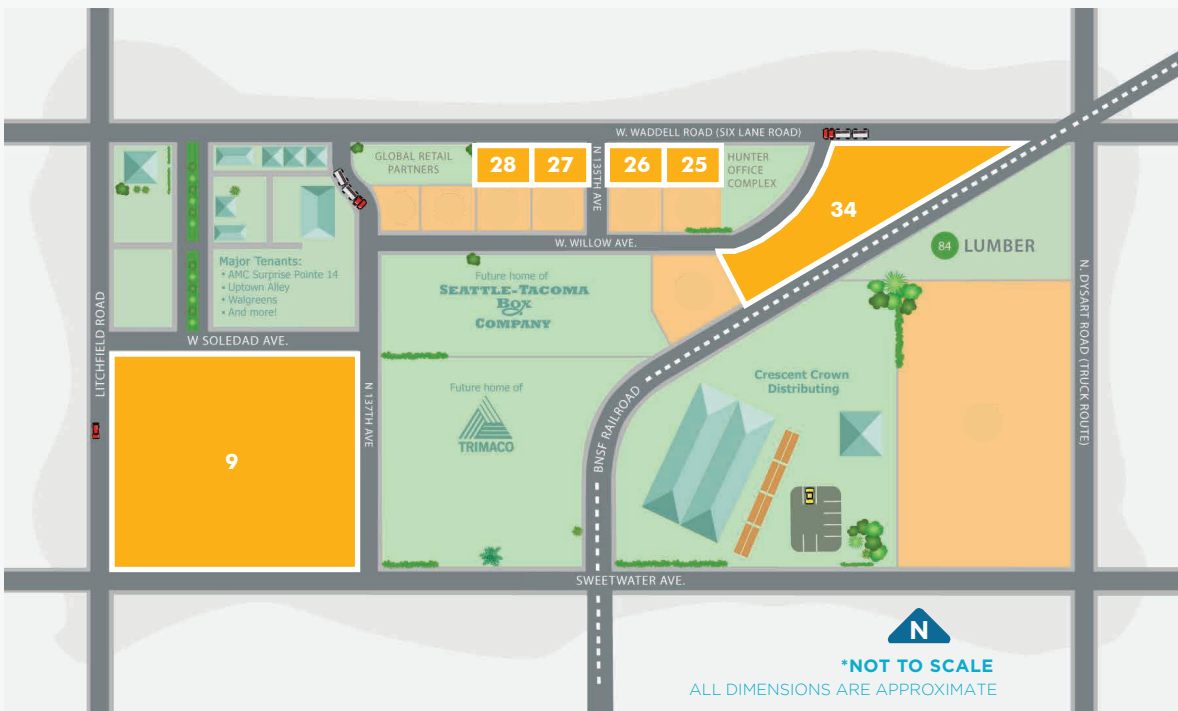 W. WADDELL ROAD (SIX LANE ROAD)
GLOBAL RETAIL
PARTNERS
28
27
N 135TH AVE
26
25
HUNTER
OFFICE
COMPLEX
34
W. WILLOW AVE.
84 LUMBER
Major Tenants:
• AMC Surprise Pointe 14
• Uptown Alley
• Walgreens
• And more!
Future home of
SEATTLE-TACOMA
BOX
COMPANY
N. DYSART ROAD (TRUCK ROUTE)
LITCHFIELD ROAD
W SOLEDAD AVE.
N 137TH AVE
Future home of
TRIMACO
BNSF RAILROAD
Crescent Crown
Distributing
9
SWEETWATER AVE.
N
*NOT TO SCALE
ALL DIMENSIONS ARE APPROXIMATE